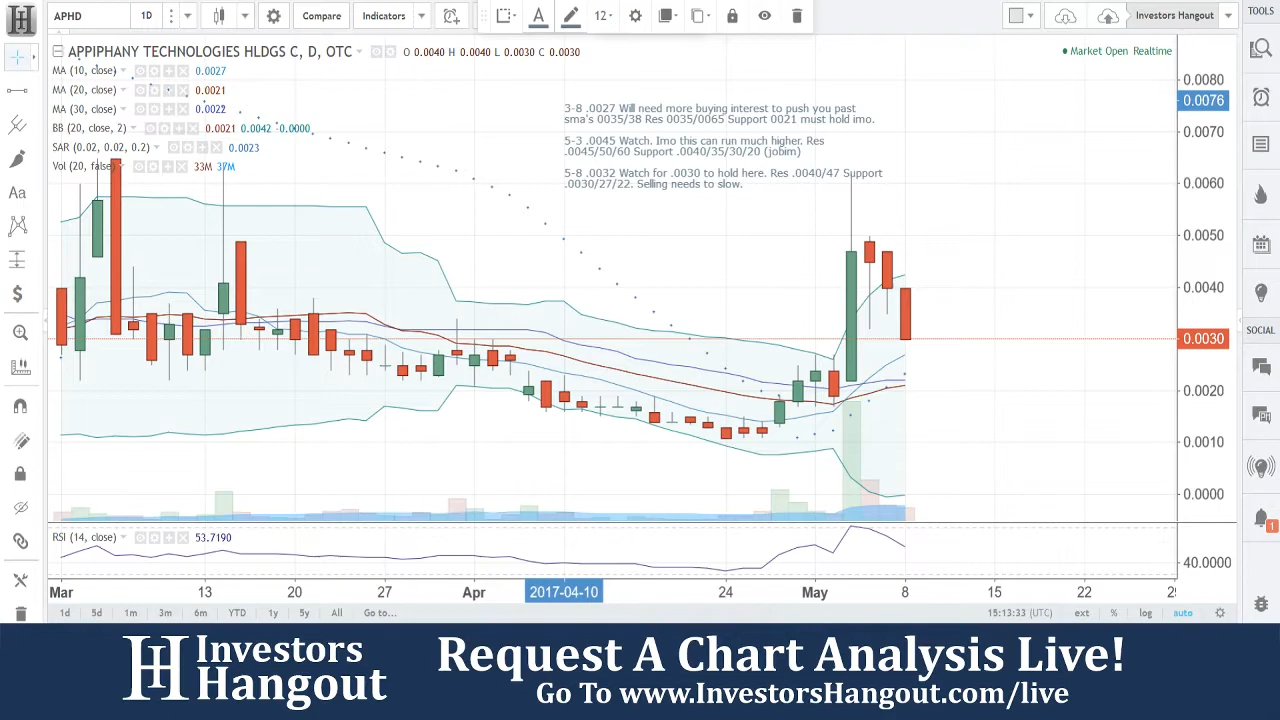 APHD 1D Compare Indicators 12 Investors Hangout TOOLS
APPIPHANY TECHNOLOGIES HLDGS C, D, OTC O 0.0040 H 0.0040 L 0.0030 C 0.0030
Market Open Realtime
MA (10, close) 0.0027
MA (20, close) 0.0021
MA (30, close) 0.0022
BB (20, close, 2) 0.0021 0.0042 0.0000
SAR (0.02, 0.02, 0.2) 0.0023
Vol (20, false) 33M 37M
3-8 .0027 Will need more buying interest to push you past
sma's 0035/38 Res 0035/0065 Support 0021 must hold imo.
5-3 .0045 Watch. Imo this can run much higher. Res
.0045/50/60 Support .0040/35/30/20 (jobim)
5-8 .0032 Watch for .0030 to hold here. Res .0040/47 Support
.0030/27/22. Selling needs to slow.
0.0080
0.0076
0.0070
0.0060
0.0050
0.0040
0.0030
0.0020
0.0010
0.0000
Aa
$
SOCIAL
PH
1
RSI (14, close) 53.7190
40.0000
Mar 13 20 27 Apr 2017-04-10 24 May 8 15 22 29
1d 5d 1m 3m 6m YTD 1y 5y All Go to... 15:13:33 (UTC) ext % log auto
Investors
Hangout
Request A Chart Analysis Live!
Go To www.InvestorsHangout.com/live